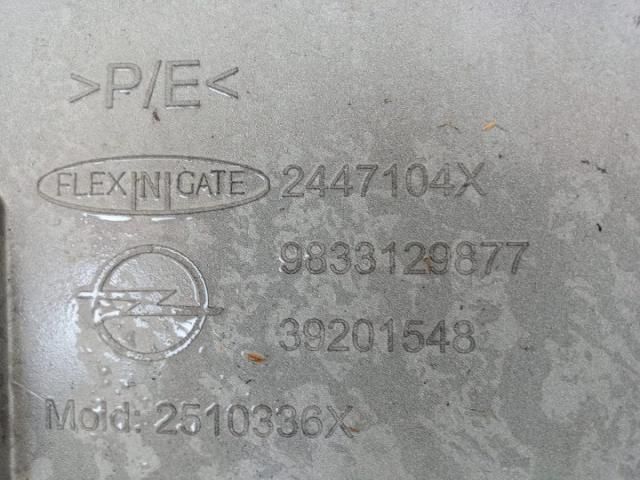 >P/E<
FLEX N GATE 2447104X
9833129877
39201548
Mold: 2510336X